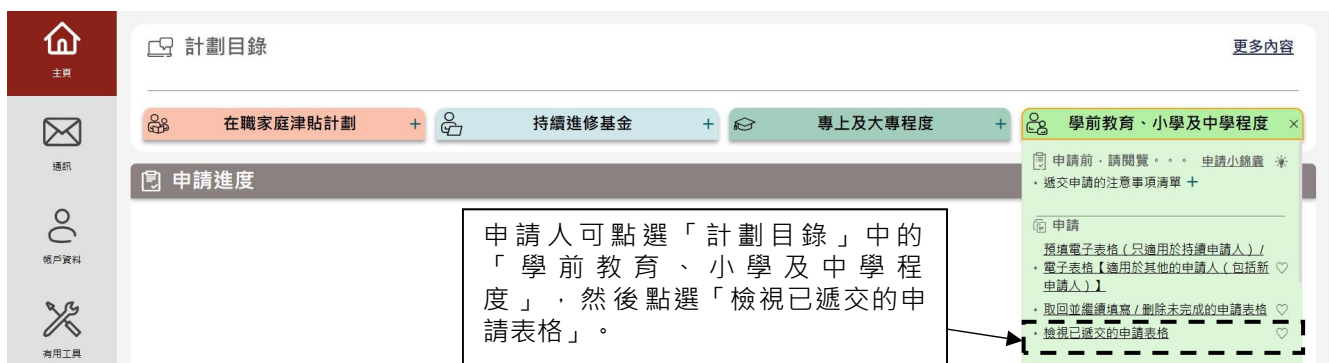 主頁
通訊
帳戶資料
有用工具
計劃目錄
更多內容
在職家庭津貼計劃 +
持續進修基金 +
專上及大專程度 +
學前教育、小學及中學程度 ×
申請進度
申請前，請閱覽。。。 申請小錦囊
・遞交申請的注意事項清單 +
申請
預填電子表格（只適用於持續申請人）/
・電子表格【適用於其他的申請人（包括新
申請人）】
・取回並繼續填寫 / 刪除未完成的申請表格
・檢視已遞交的申請表格
申請人可點選「計劃目錄」中的
「學前教育、小學及中學程
度」，然後點選「檢視已遞交的申
請表格」。